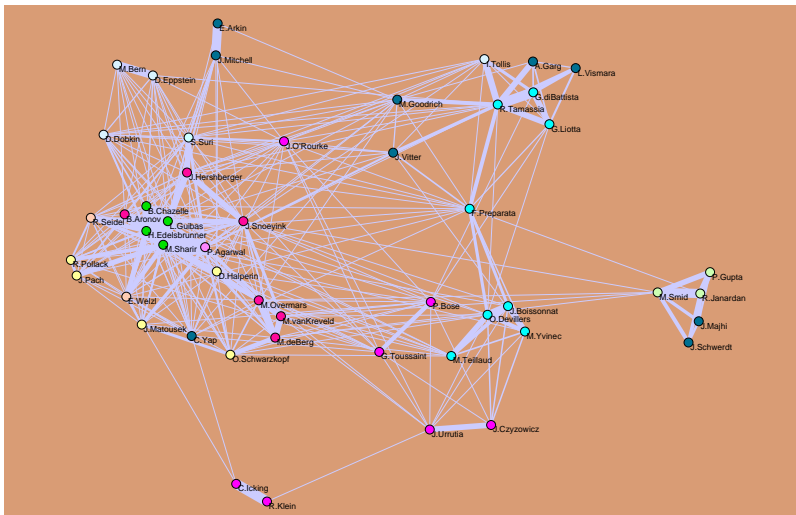 E.Arkin
J.Mitchell
I.Tollis
A.Garg
L.Vismara
M.Bern
D.Eppstein
G.diBattista
M.Goodrich
R.Tamassia
G.Liotta
D.Dobkin
S.Suri
J.O'Rourke
J.Vitter
J.Hershberger
B.Chazelle
F.Preparata
R.Seidel
B.Aronov
L.Guibas
J.Snoeyink
H.Edelsbrunner
M.Sharir
P.Agarwal
R.Pollack
J.Pach
D.Halperin
P.Gupta
E.Welzl
M.Overmars
P.Bose
J.Boissonnat
M.Smid
R.Janardan
O.Devillers
J.Matousek
M.vanKreveld
J.Majhi
C.Yap
M.deBerg
M.Yvinec
J.Schwerdt
O.Schwarzkopf
G.Toussaint
M.Teillaud
J.Urrutia
J.Czyzowicz
C.Icking
R.Klein